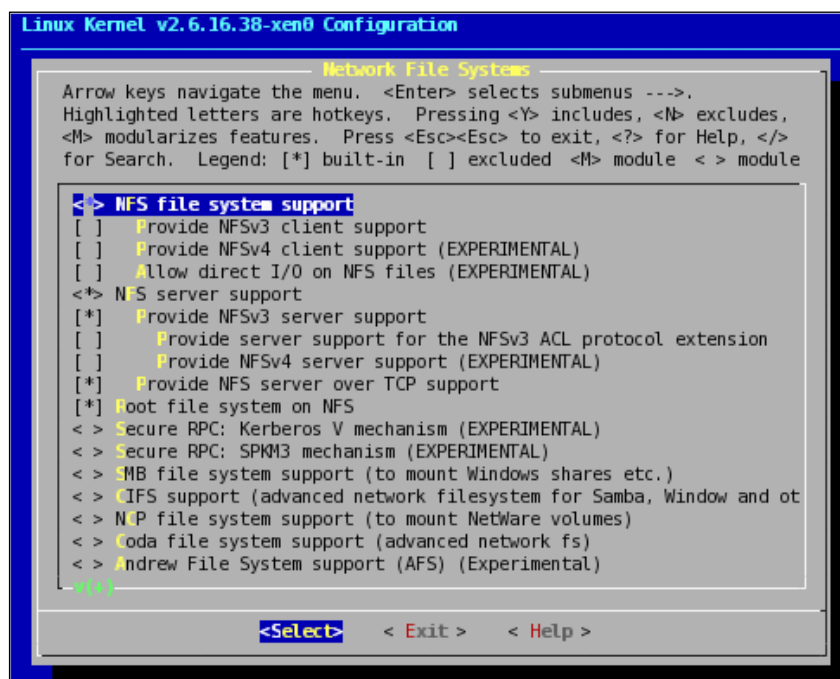 Linux Kernel v2.6.16.38-xen0 Configuration
Network File Systems
Arrow keys navigate the menu. <Enter> selects submenus --->.
Highlighted letters are hotkeys. Pressing <Y> includes, <N> excludes,
<M> modularizes features. Press <Esc><Esc> to exit, <?> for Help, </>
for Search. Legend: [*] built-in [ ] excluded <M> module < > module
<*> NFS file system support
[ ] Provide NFSv3 client support
[ ] Provide NFSv4 client support (EXPERIMENTAL)
[ ] Allow direct I/O on NFS files (EXPERIMENTAL)
<*> NFS server support
[*] Provide NFSv3 server support
[ ] Provide server support for the NFSv3 ACL protocol extension
[ ] Provide NFSv4 server support (EXPERIMENTAL)
[*] Provide NFS server over TCP support
[*] Root file system on NFS
< > Secure RPC: Kerberos V mechanism (EXPERIMENTAL)
< > Secure RPC: SPKM3 mechanism (EXPERIMENTAL)
< > SMB file system support (to mount Windows shares etc.)
< > CIFS support (advanced network filesystem for Samba, Window and ot
< > NCP file system support (to mount NetWare volumes)
< > Coda file system support (advanced network fs)
< > Andrew File System support (AFS) (Experimental)
v(+)
<Select> < Exit > < Help >